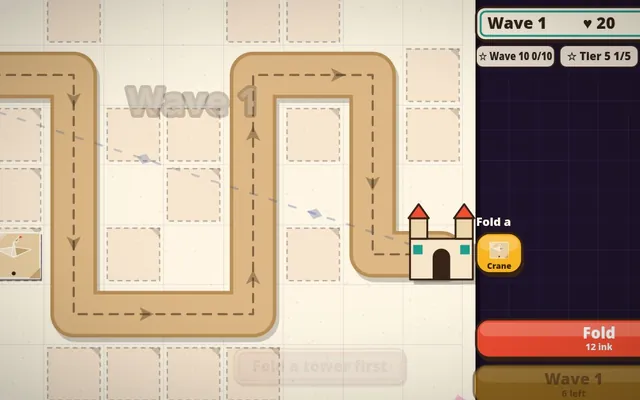 Wave 1 ♥ 20
☆ Wave 10 0/10 ☆ Tier 5 1/5
Wave 1
Fold a
Crane
Fold
12 ink
Fold a tower first
Wave 1
6 left